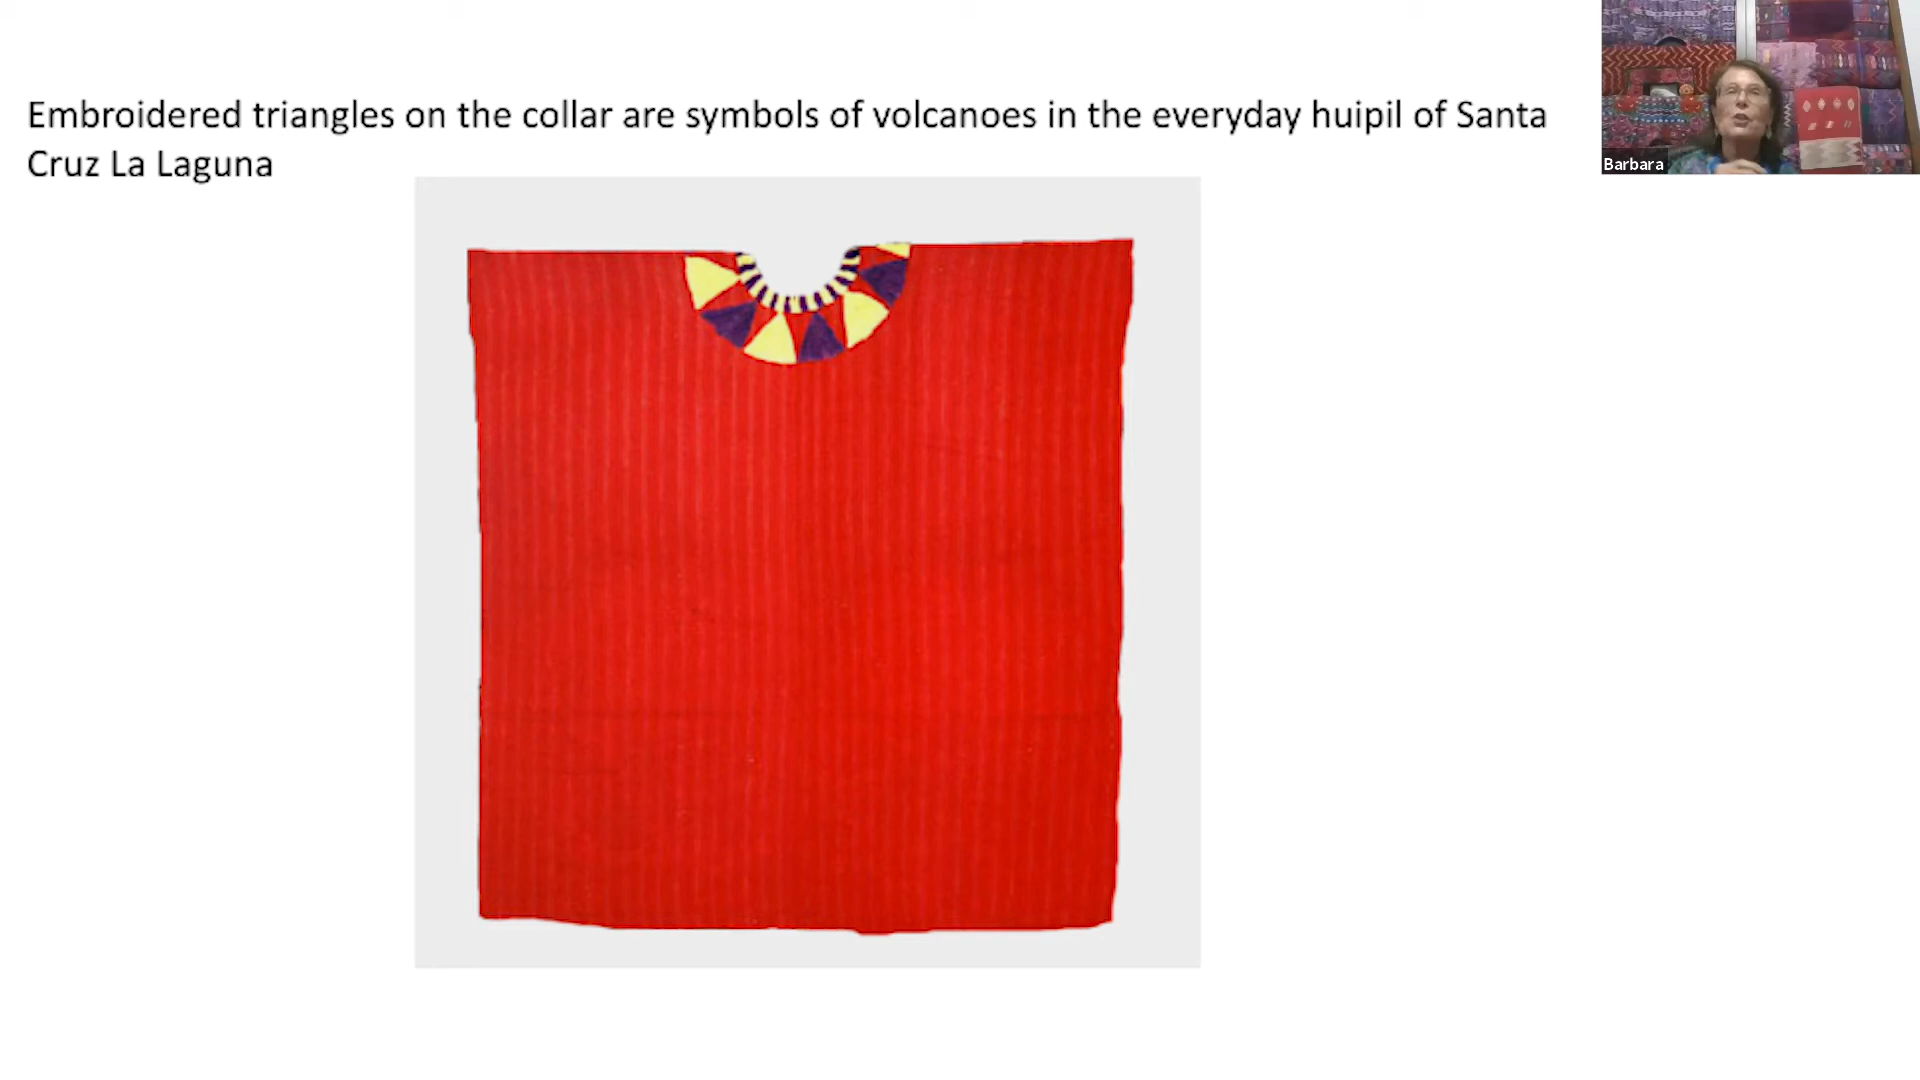 Embroidered triangles on the collar are symbols of volcanoes in the everyday huipil of Santa
Cruz La Laguna
Barbara